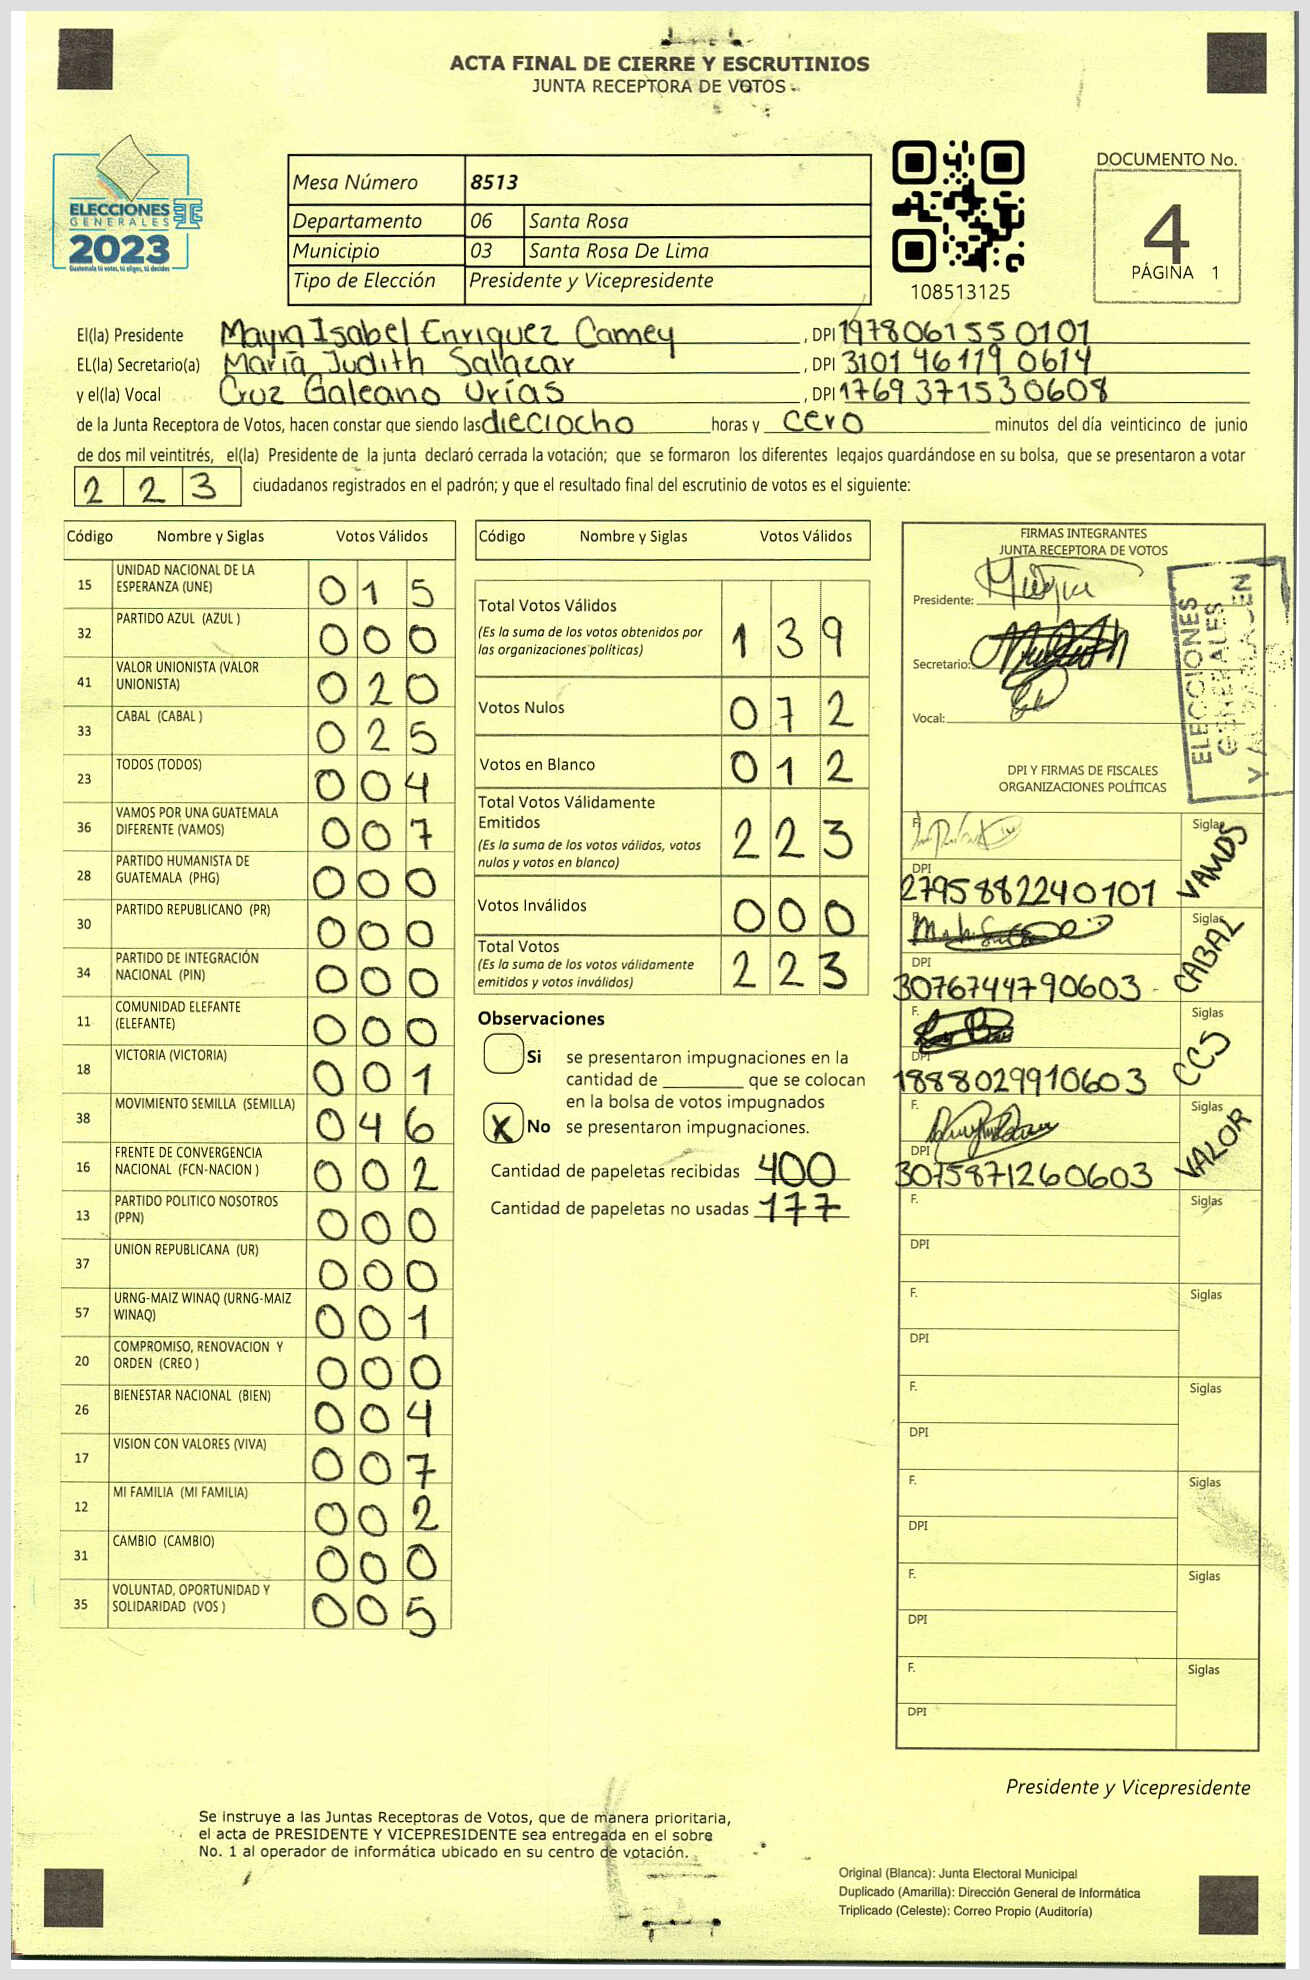 ACTA FINAL DE CIERRE Y ESCRUTINIOS
JUNTA RECEPTORA DE VOTOS
ELECCIONES
GENERALES
2023
Guatemala tú votas, tú eliges, tú decides
Mesa Número 8513
Departamento 06 Santa Rosa
Municipio 03 Santa Rosa De Lima
Tipo de Elección Presidente y Vicepresidente
108513125
DOCUMENTO No.
4
PÁGINA 1
El(la) Presidente Mayra Isabel Enriquez Camey, DPI 1978061550101
EL(la) Secretario(a) María Judith Salazar, DPI 3101461190614
y el(la) Vocal Cruz Galeano Urías, DPI 1769371530608
de la Junta Receptora de Votos, hacen constar que siendo las dieciocho horas y cero minutos del día veinticinco de junio
de dos mil veintitrés, el(la) Presidente de la junta declaró cerrada la votación; que se formaron los diferentes legajos guardándose en su bolsa, que se presentaron a votar
223 ciudadanos registrados en el padrón; y que el resultado final del escrutinio de votos es el siguiente:
Código Nombre y Siglas Votos Válidos
15 UNIDAD NACIONAL DE LA ESPERANZA (UNE) 015
32 PARTIDO AZUL (AZUL ) 000
41 VALOR UNIONISTA (VALOR UNIONISTA) 020
33 CABAL (CABAL ) 025
23 TODOS (TODOS) 004
36 VAMOS POR UNA GUATEMALA DIFERENTE (VAMOS) 007
28 PARTIDO HUMANISTA DE GUATEMALA (PHG) 000
30 PARTIDO REPUBLICANO (PR) 000
34 PARTIDO DE INTEGRACIÓN NACIONAL (PIN) 000
11 COMUNIDAD ELEFANTE (ELEFANTE) 000
18 VICTORIA (VICTORIA) 001
38 MOVIMIENTO SEMILLA (SEMILLA) 046
16 FRENTE DE CONVERGENCIA NACIONAL (FCN-NACION ) 002
13 PARTIDO POLITICO NOSOTROS (PPN) 000
37 UNION REPUBLICANA (UR) 000
57 URNG-MAIZ WINAQ (URNG-MAIZ WINAQ) 001
20 COMPROMISO, RENOVACION Y ORDEN (CREO ) 000
26 BIENESTAR NACIONAL (BIEN) 004
17 VISION CON VALORES (VIVA) 007
12 MI FAMILIA (MI FAMILIA) 002
31 CAMBIO (CAMBIO) 000
35 VOLUNTAD, OPORTUNIDAD Y SOLIDARIDAD (VOS ) 005
Código Nombre y Siglas Votos Válidos
Total Votos Válidos 139
(Es la suma de los votos obtenidos por
las organizaciones políticas)
Votos Nulos 072
Votos en Blanco 012
Total Votos Válidamente
Emitidos 223
(Es la suma de los votos válidos, votos
nulos y votos en blanco)
Votos Inválidos 000
Total Votos 223
(Es la suma de los votos válidamente
emitidos y votos inválidos)
Observaciones
Si se presentaron impugnaciones en la
cantidad de ________ que se colocan
en la bolsa de votos impugnados
X No se presentaron impugnaciones.
Cantidad de papeletas recibidas 400
Cantidad de papeletas no usadas 177
FIRMAS INTEGRANTES
JUNTA RECEPTORA DE VOTOS
Presidente:
Secretario:
Vocal:
ELECCIONES
GENERALES
DPI Y FIRMAS DE FISCALES
ORGANIZACIONES POLÍTICAS
F. Siglas VAMOS
DPI 2795882240101
F. Siglas CABAL
DPI 3076744790603
F. Siglas CCS
DPI 1888029910603
F. Siglas VALOR
DPI 3075871260603
F. Siglas
DPI
F. Siglas
DPI
F. Siglas
DPI
F. Siglas
DPI
F. Siglas
DPI
F. Siglas
DPI
Presidente y Vicepresidente
Se instruye a las Juntas Receptoras de Votos, que de manera prioritaria,
el acta de PRESIDENTE Y VICEPRESIDENTE sea entregada en el sobre
No. 1 al operador de informática ubicado en su centro de votación.
Original (Blanca): Junta Electoral Municipal
Duplicado (Amarilla): Dirección General de Informática
Triplicado (Celeste): Correo Propio (Auditoría)